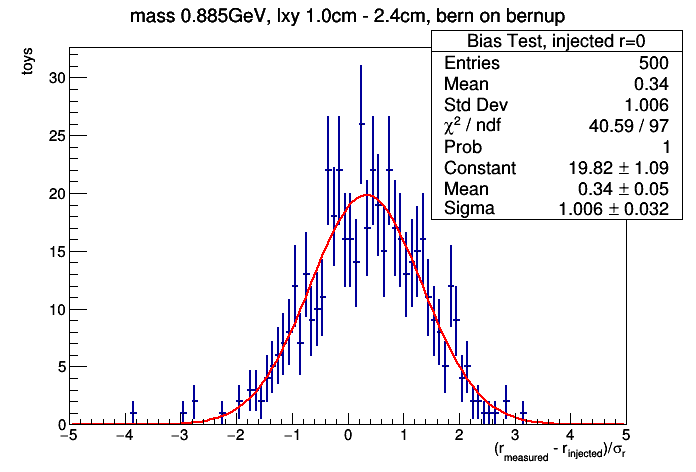 mass 0.885GeV, lxy 1.0cm - 2.4cm, bern on bernup
toys
Bias Test, injected r=0
Entries 500
Mean 0.34
Std Dev 1.006
χ² / ndf 40.59 / 97
Prob 1
Constant 19.82 ± 1.09
Mean 0.34 ± 0.05
Sigma 1.006 ± 0.032
30
25
20
15
10
5
0
−5 −4 −3 −2 −1 0 1 2 3 4 5
(r_measured - r_injected)/σ_r